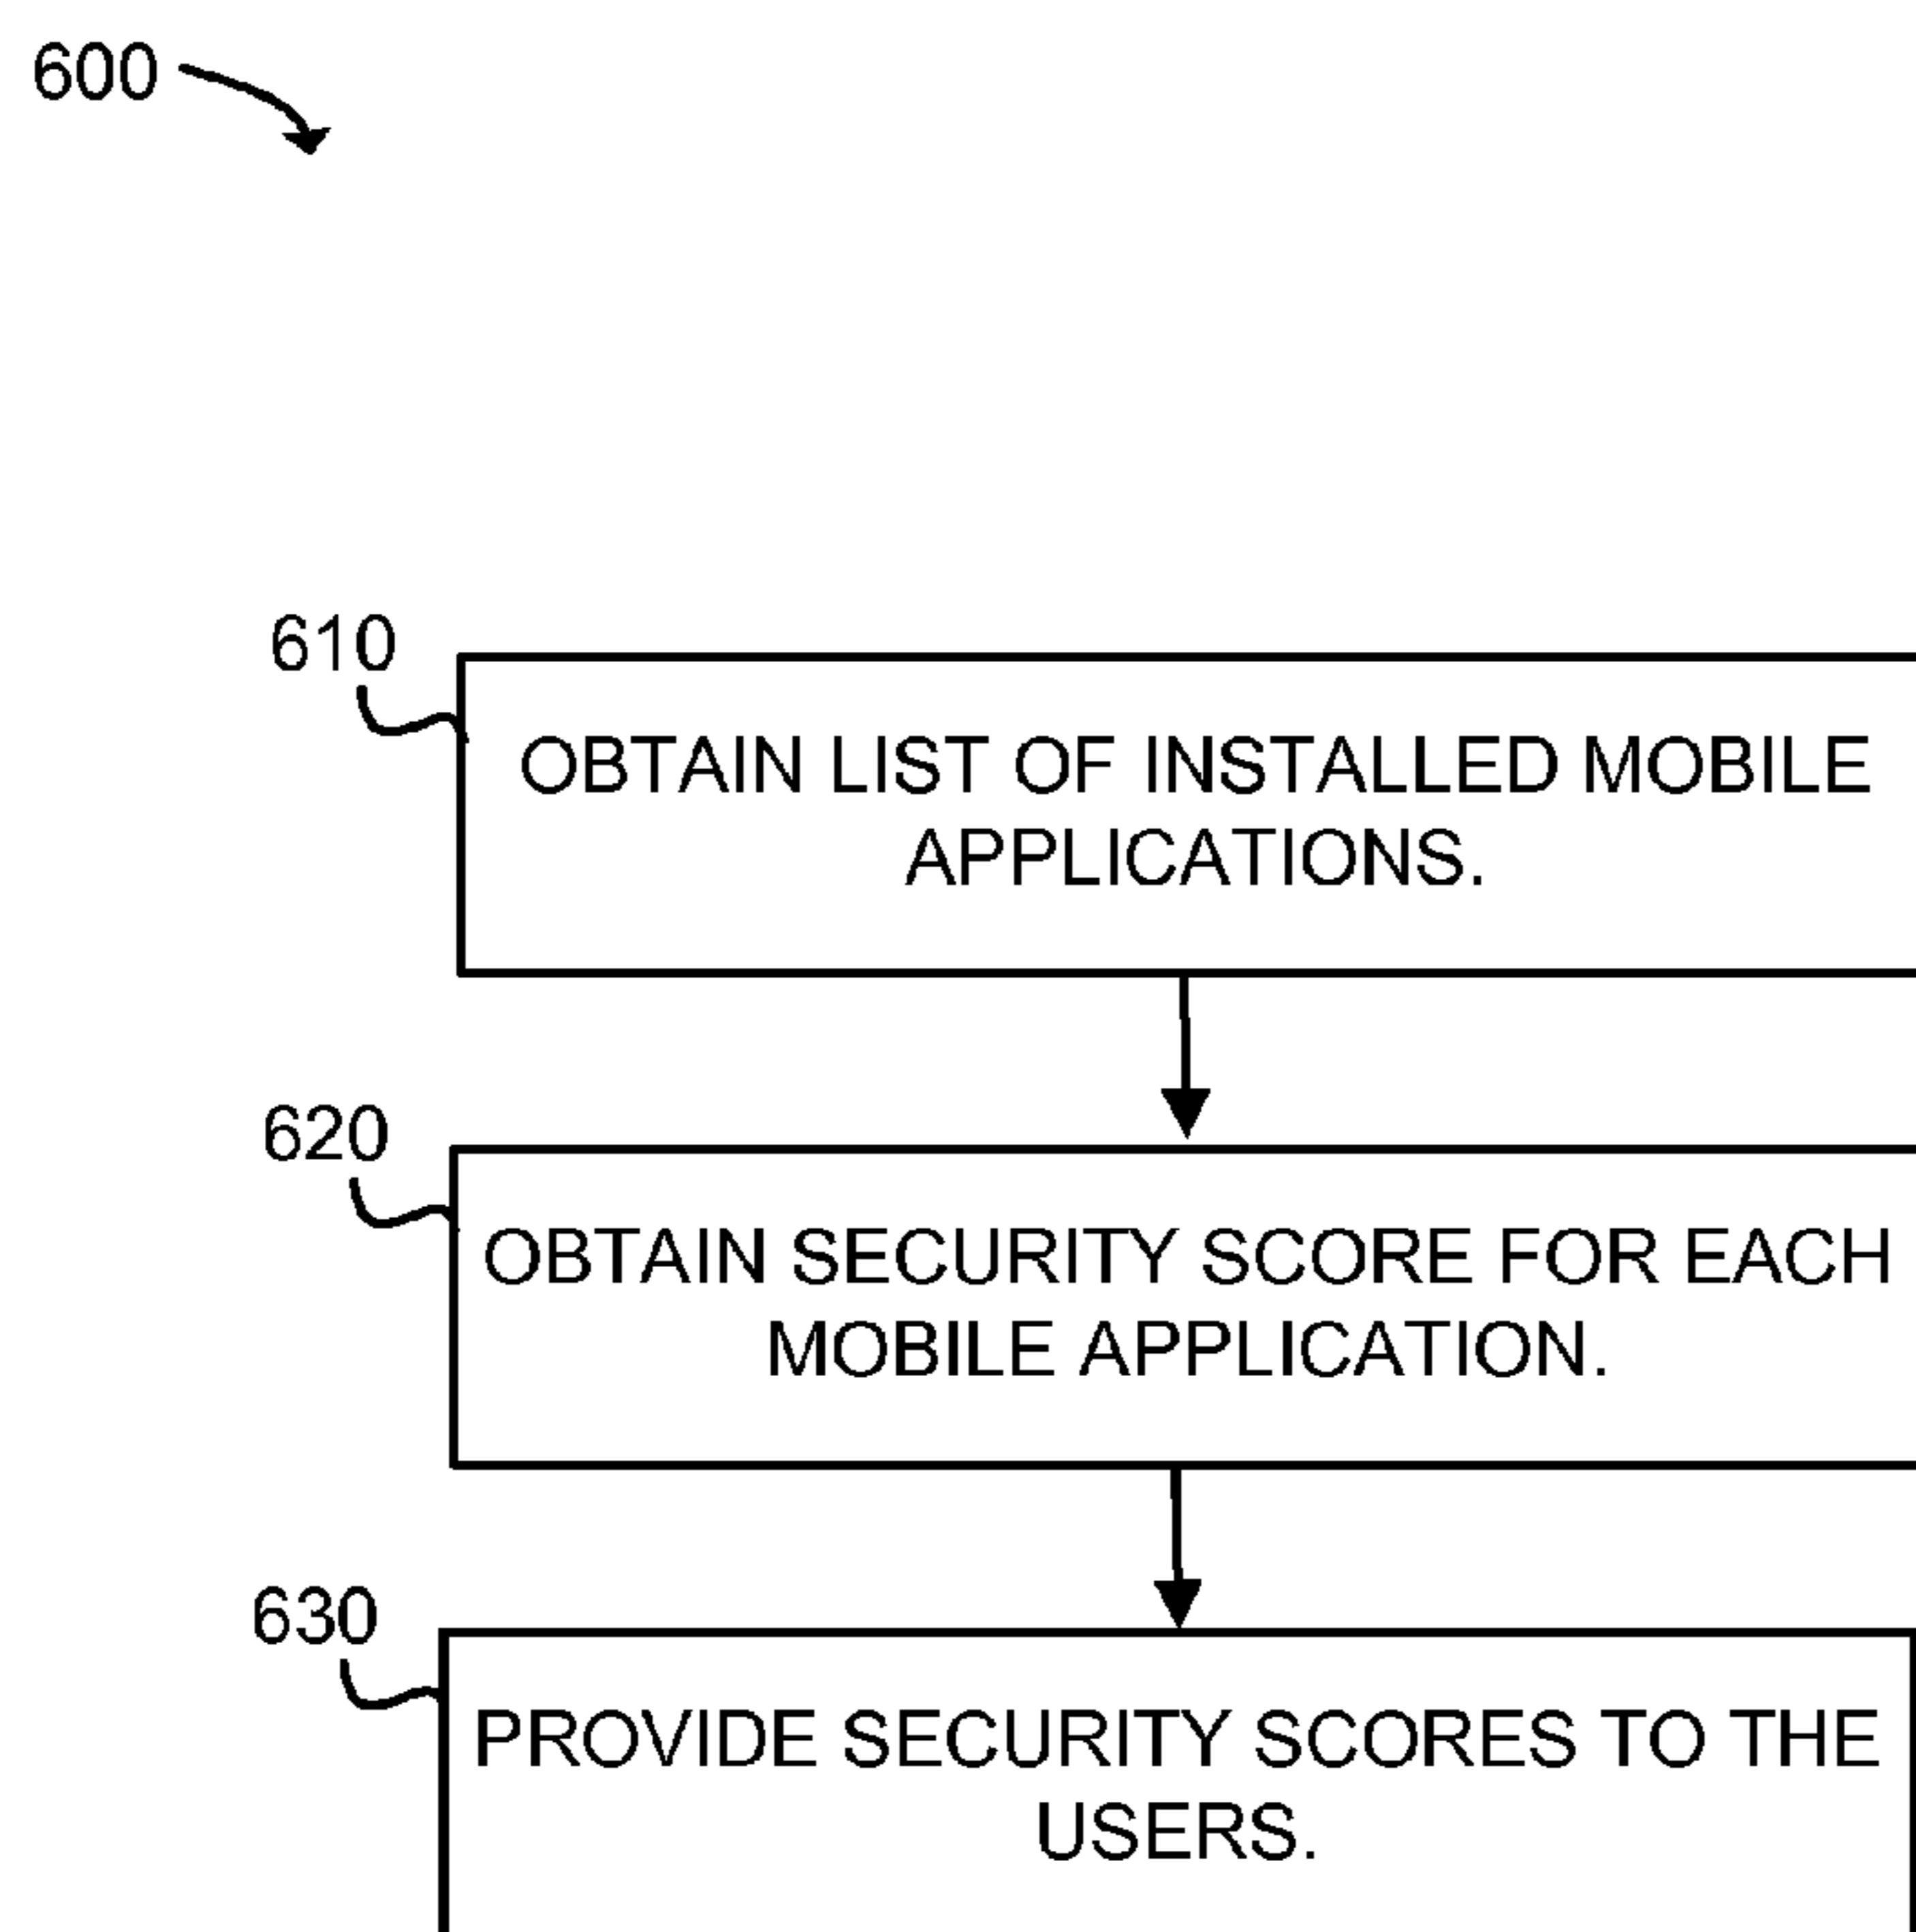 600
610
OBTAIN LIST OF INSTALLED MOBILE
APPLICATIONS.
620
OBTAIN SECURITY SCORE FOR EACH
MOBILE APPLICATION.
630
PROVIDE SECURITY SCORES TO THE
USERS.